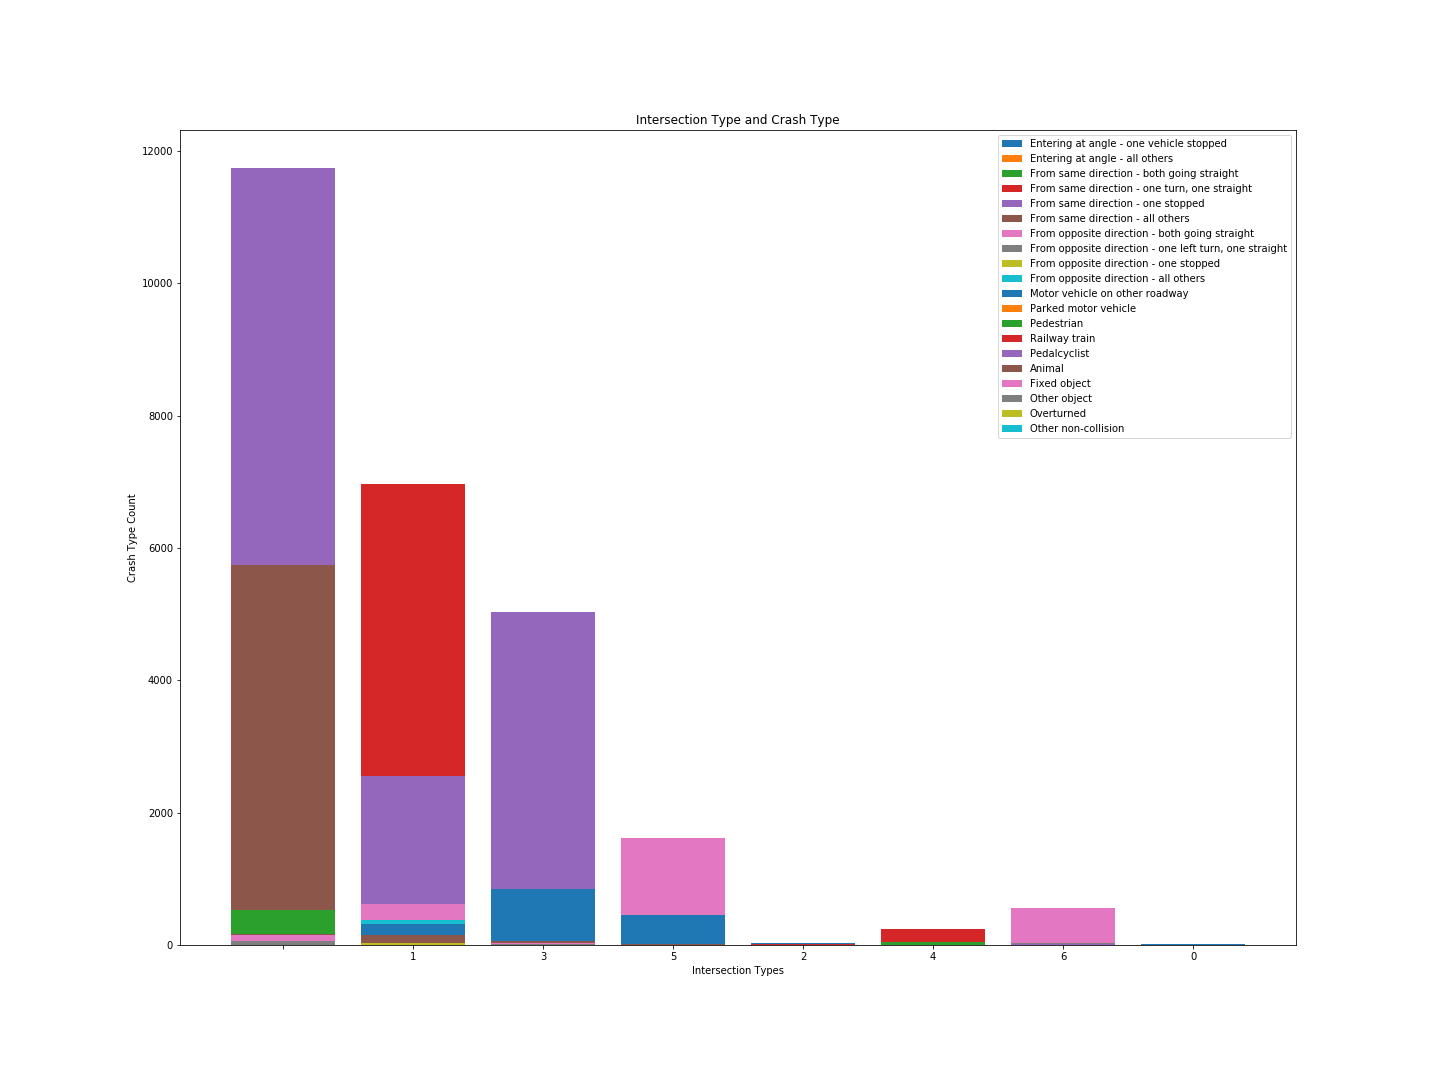 Intersection Type and Crash Type
12000
10000
8000
6000
4000
2000
0
Crash Type Count
Entering at angle - one vehicle stopped
Entering at angle - all others
From same direction - both going straight
From same direction - one turn, one straight
From same direction - one stopped
From same direction - all others
From opposite direction - both going straight
From opposite direction - one left turn, one straight
From opposite direction - one stopped
From opposite direction - all others
Motor vehicle on other roadway
Parked motor vehicle
Pedestrian
Railway train
Pedalcyclist
Animal
Fixed object
Other object
Overturned
Other non-collision
1 3 5 2 4 6 0
Intersection Types